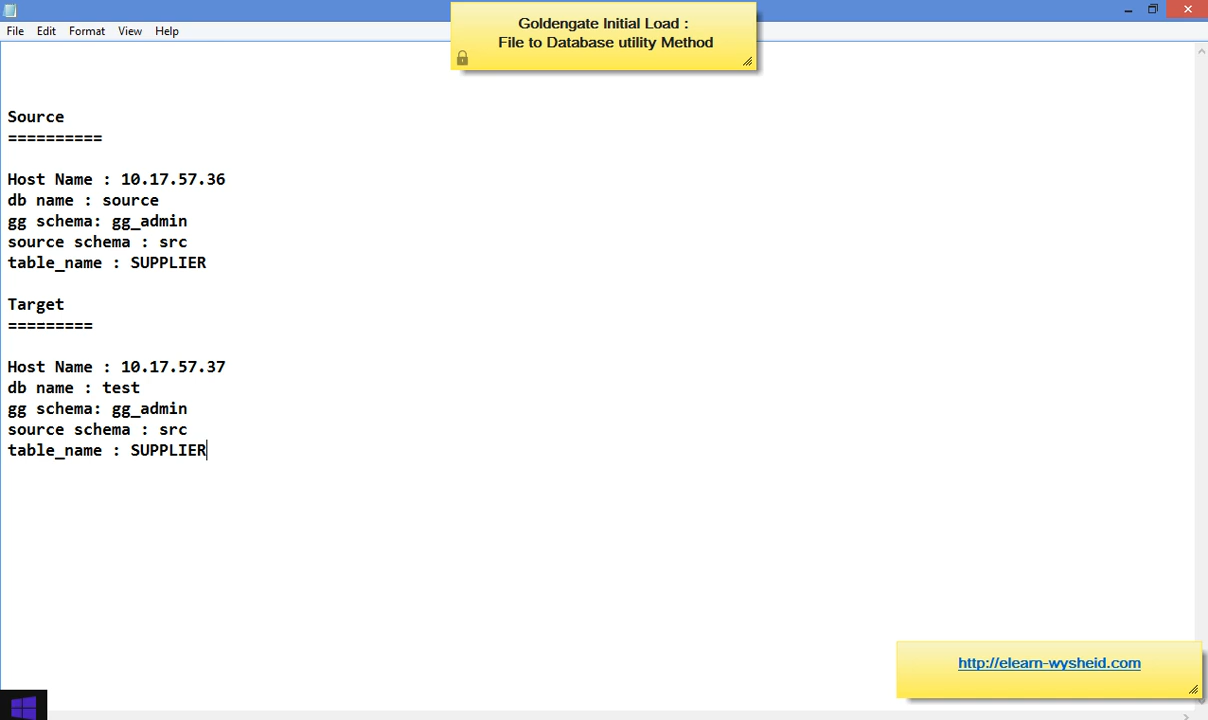 Goldengate Initial Load :
File to Database utility Method
File Edit Format View Help
Source
==========
Host Name : 10.17.57.36
db name : source
gg schema: gg_admin
source schema : src
table_name : SUPPLIER
Target
=========
Host Name : 10.17.57.37
db name : test
gg schema: gg_admin
source schema : src
table_name : SUPPLIER
http://elearn-wysheid.com